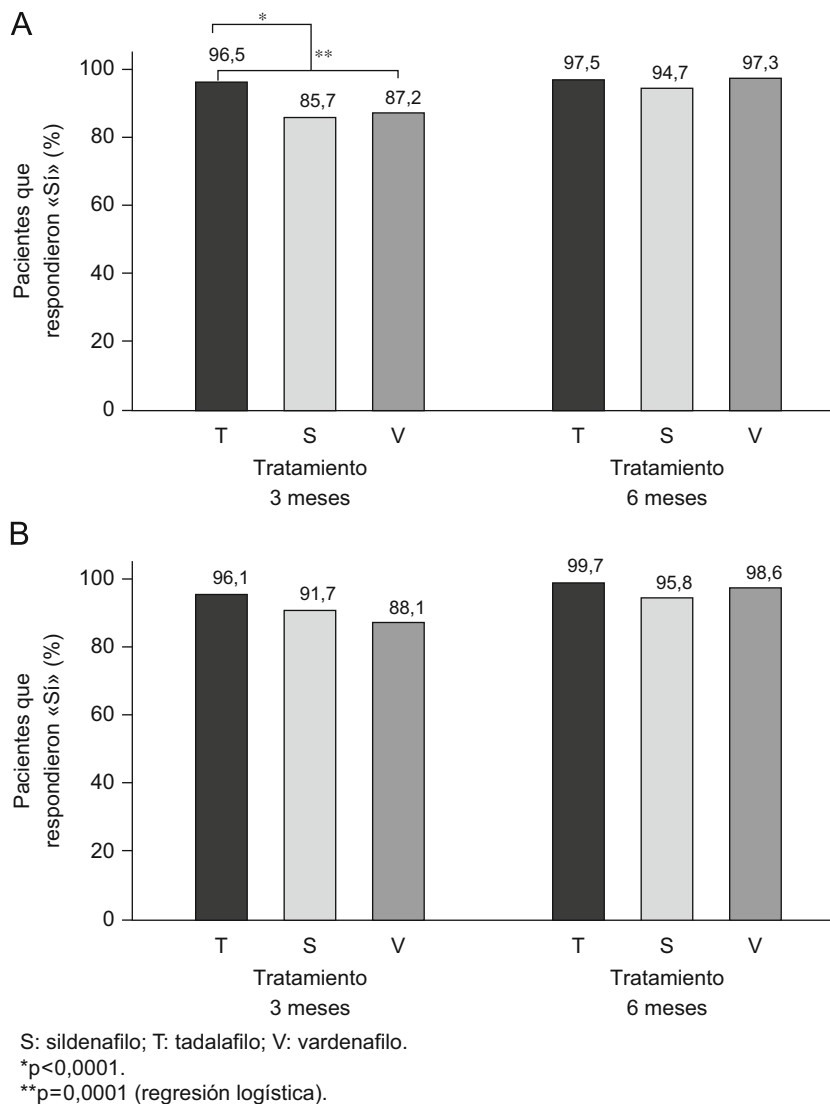 A
*
**
96,5
85,7
87,2
97,5
94,7
97,3
Pacientes que
respondieron «Sí» (%)
100
80
60
40
20
0
T S V T S V
Tratamiento Tratamiento
3 meses 6 meses
B
96,1
91,7
88,1
99,7
95,8
98,6
Pacientes que
respondieron «Sí» (%)
100
80
60
40
20
0
T S V T S V
Tratamiento Tratamiento
3 meses 6 meses
S: sildenafilo; T: tadalafilo; V: vardenafilo.
*p<0,0001.
**p=0,0001 (regresión logística).